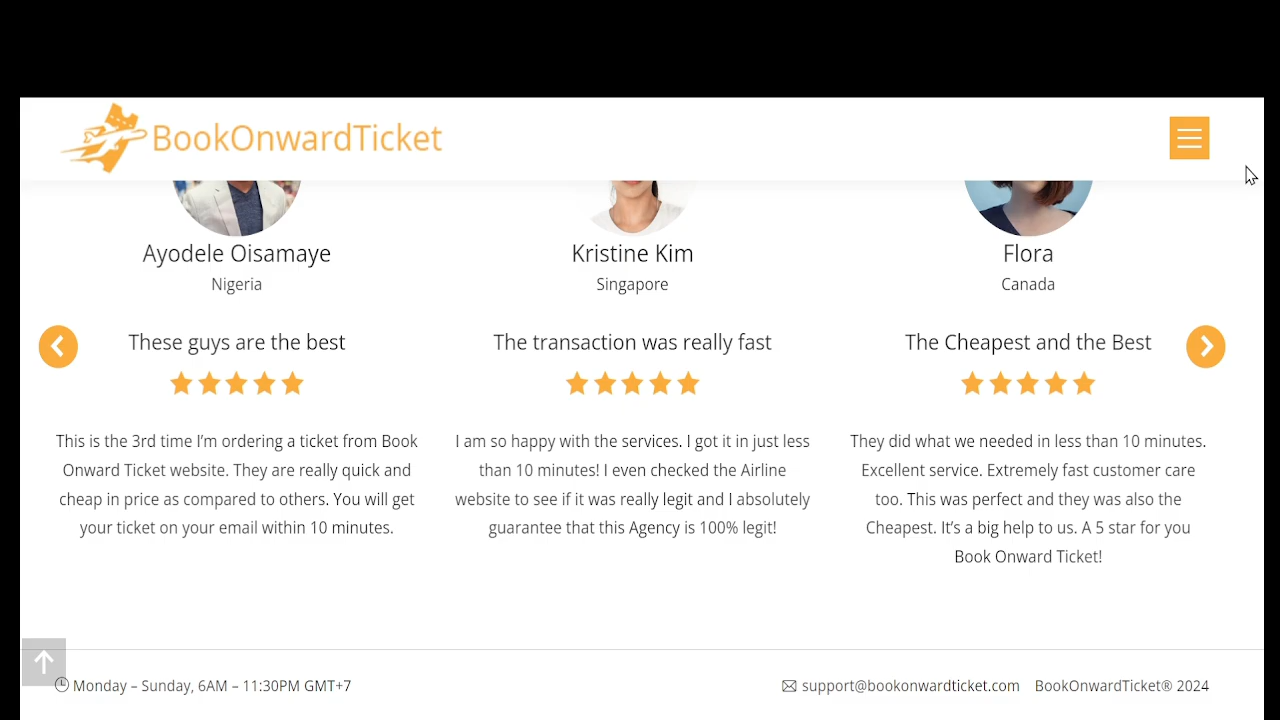 BookOnwardTicket
Ayodele Oisamaye
Nigeria
These guys are the best
This is the 3rd time I’m ordering a ticket from Book
Onward Ticket website. They are really quick and
cheap in price as compared to others. You will get
your ticket on your email within 10 minutes.
Kristine Kim
Singapore
The transaction was really fast
I am so happy with the services. I got it in just less
than 10 minutes! I even checked the Airline
website to see if it was really legit and I absolutely
guarantee that this Agency is 100% legit!
Flora
Canada
The Cheapest and the Best
They did what we needed in less than 10 minutes.
Excellent service. Extremely fast customer care
too. This was perfect and they was also the
Cheapest. It’s a big help to us. A 5 star for you
Book Onward Ticket!
Monday – Sunday, 6AM – 11:30PM GMT+7
support@bookonwardticket.com
BookOnwardTicket® 2024